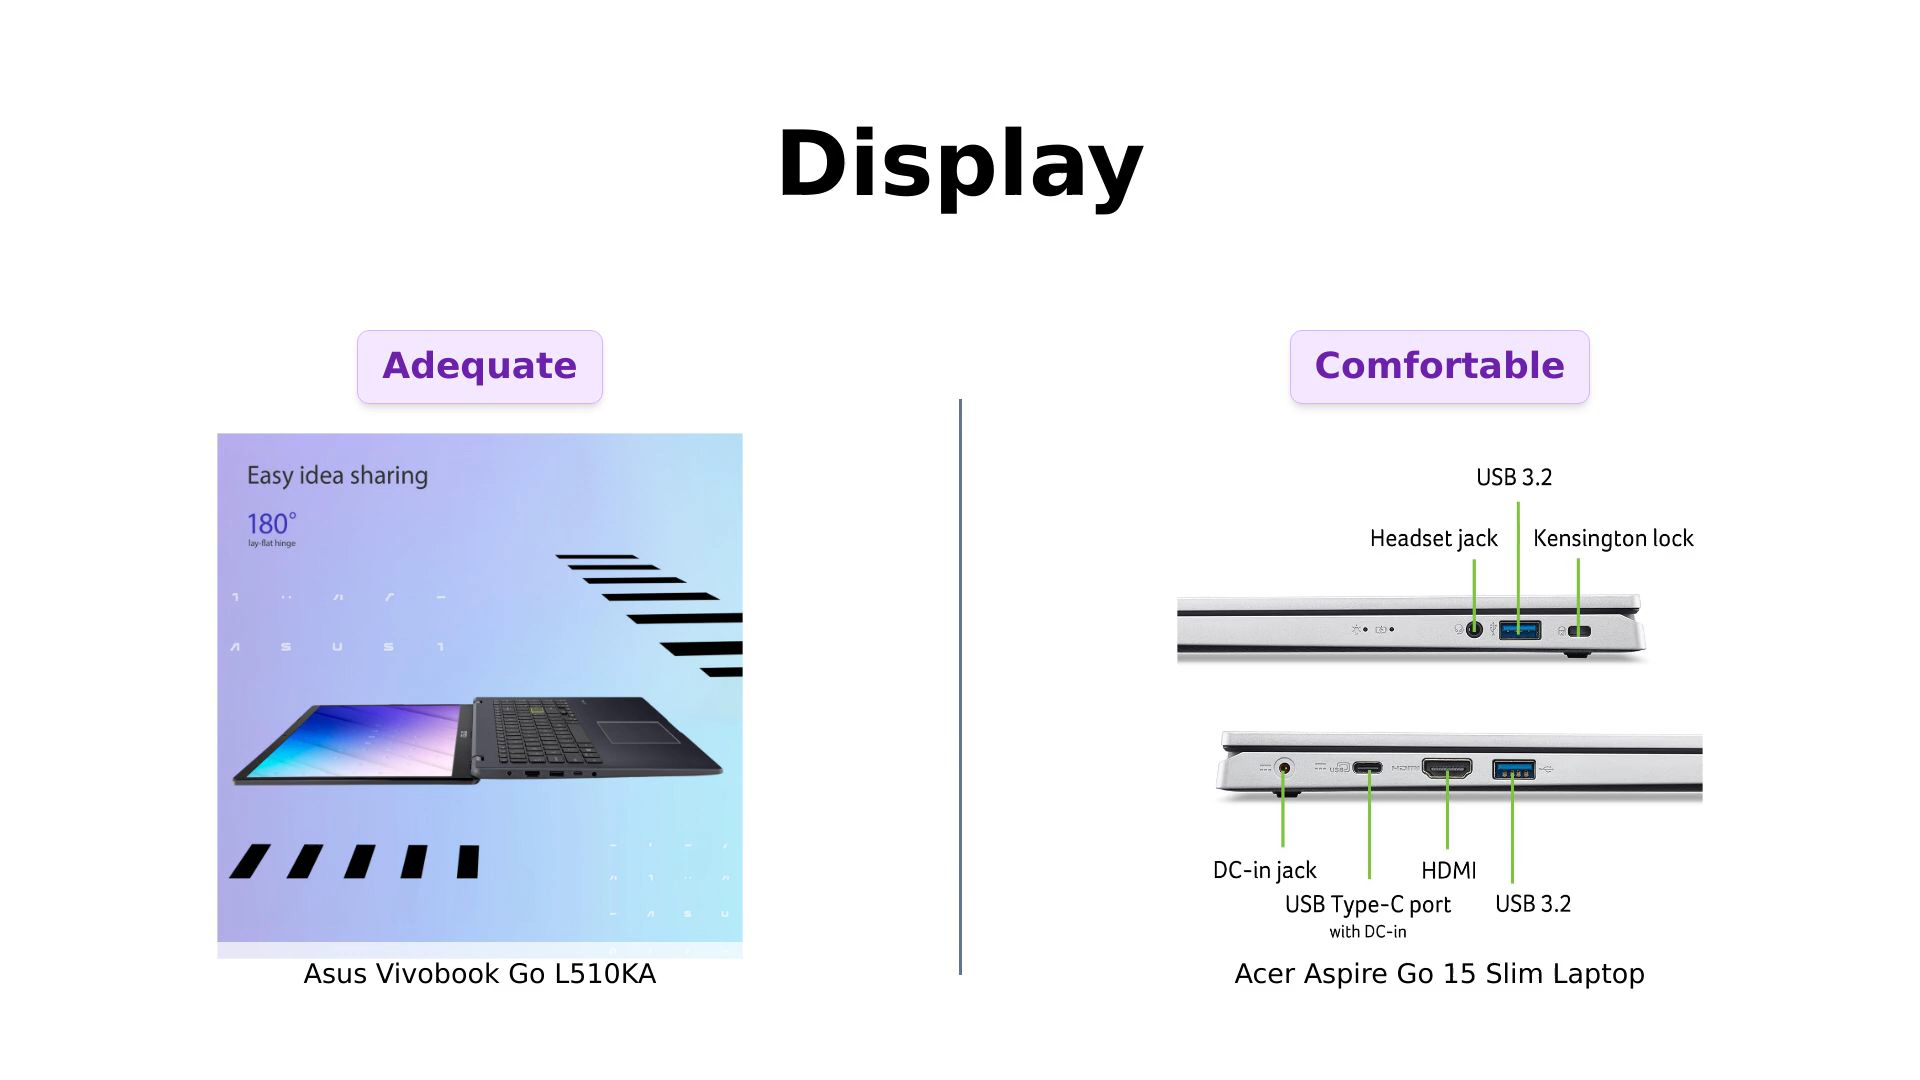 Display
Adequate
Easy idea sharing
180°
lay-flat hinge
A S U S 1
Asus Vivobook Go L510KA
Comfortable
USB 3.2
Headset jack
Kensington lock
DC-in jack
HDMI
USB Type-C port
with DC-in
USB 3.2
Acer Aspire Go 15 Slim Laptop